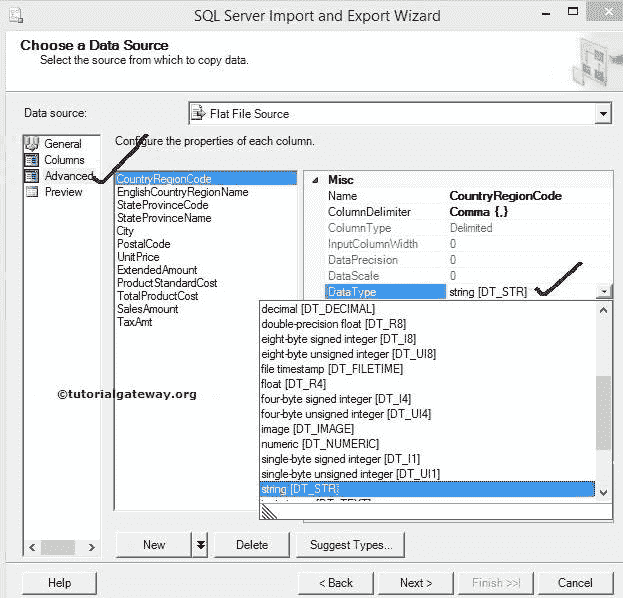 SQL Server Import and Export Wizard
Choose a Data Source
Select the source from which to copy data.
Data source:
Flat File Source
General
Columns
Advanced
Preview
Configure the properties of each column.
CountryRegionCode
EnglishCountryRegionName
StateProvinceCode
StateProvinceName
City
PostalCode
UnitPrice
ExtendedAmount
ProductStandardCost
TotalProductCost
SalesAmount
TaxAmt
Misc
Name CountryRegionCode
ColumnDelimiter Comma {,}
ColumnType Delimited
InputColumnWidth 0
DataPrecision 0
DataScale 0
DataType string [DT_STR]
decimal [DT_DECIMAL]
double-precision float [DT_R8]
eight-byte signed integer [DT_I8]
eight-byte unsigned integer [DT_UI8]
file timestamp [DT_FILETIME]
float [DT_R4]
four-byte signed integer [DT_I4]
four-byte unsigned integer [DT_UI4]
image [DT_IMAGE]
numeric [DT_NUMERIC]
single-byte signed integer [DT_I1]
single-byte unsigned integer [DT_UI1]
string [DT_STR]
©tutorialgateway.org
New
Delete
Suggest Types...
Help
< Back
Next >
Finish >>|
Cancel